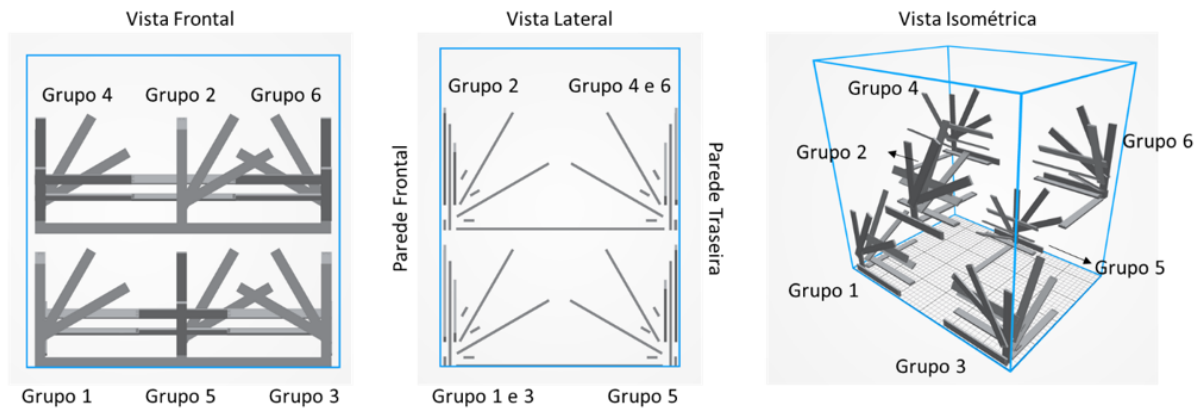 Vista Frontal
Grupo 4 Grupo 2 Grupo 6
Grupo 1 Grupo 5 Grupo 3
Vista Lateral
Grupo 2 Grupo 4 e 6
Parede Frontal
Parede Traseira
Grupo 1 e 3 Grupo 5
Vista Isométrica
Grupo 4
Grupo 6
Grupo 2
Grupo 5
Grupo 1
Grupo 3